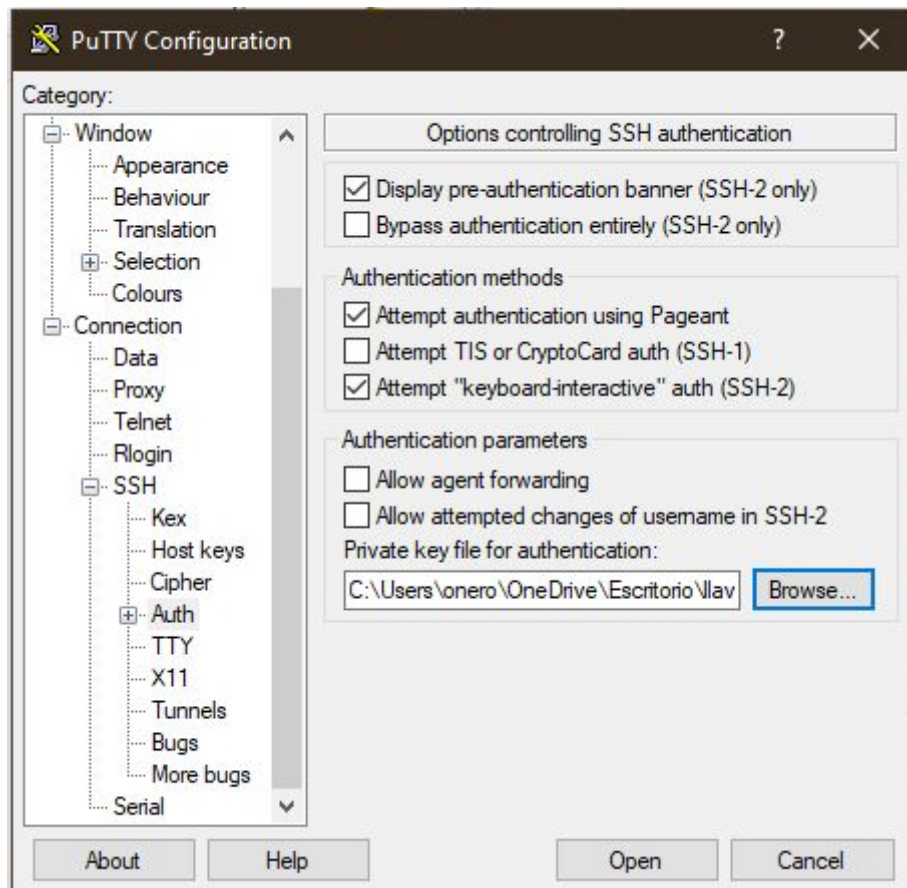 PuTTY Configuration
?
Category:
Window
Appearance
Behaviour
Translation
Selection
Colours
Connection
Data
Proxy
Telnet
Rlogin
SSH
Kex
Host keys
Cipher
Auth
TTY
X11
Tunnels
Bugs
More bugs
Serial
Options controlling SSH authentication
Display pre-authentication banner (SSH-2 only)
Bypass authentication entirely (SSH-2 only)
Authentication methods
Attempt authentication using Pageant
Attempt TIS or CryptoCard auth (SSH-1)
Attempt "keyboard-interactive" auth (SSH-2)
Authentication parameters
Allow agent forwarding
Allow attempted changes of username in SSH-2
Private key file for authentication:
C:\Users\onero\OneDrive\Escritorio\llav
Browse...
About
Help
Open
Cancel